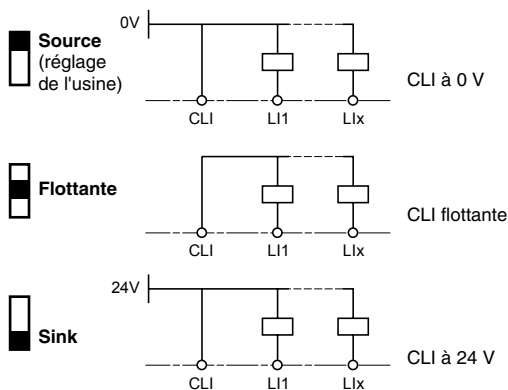 0V
Source
(réglage
de l'usine)
CLI à 0 V
CLI LI1 LIx
Flottante
CLI flottante
CLI LI1 LIx
24V
Sink
CLI à 24 V
CLI LI1 LIx